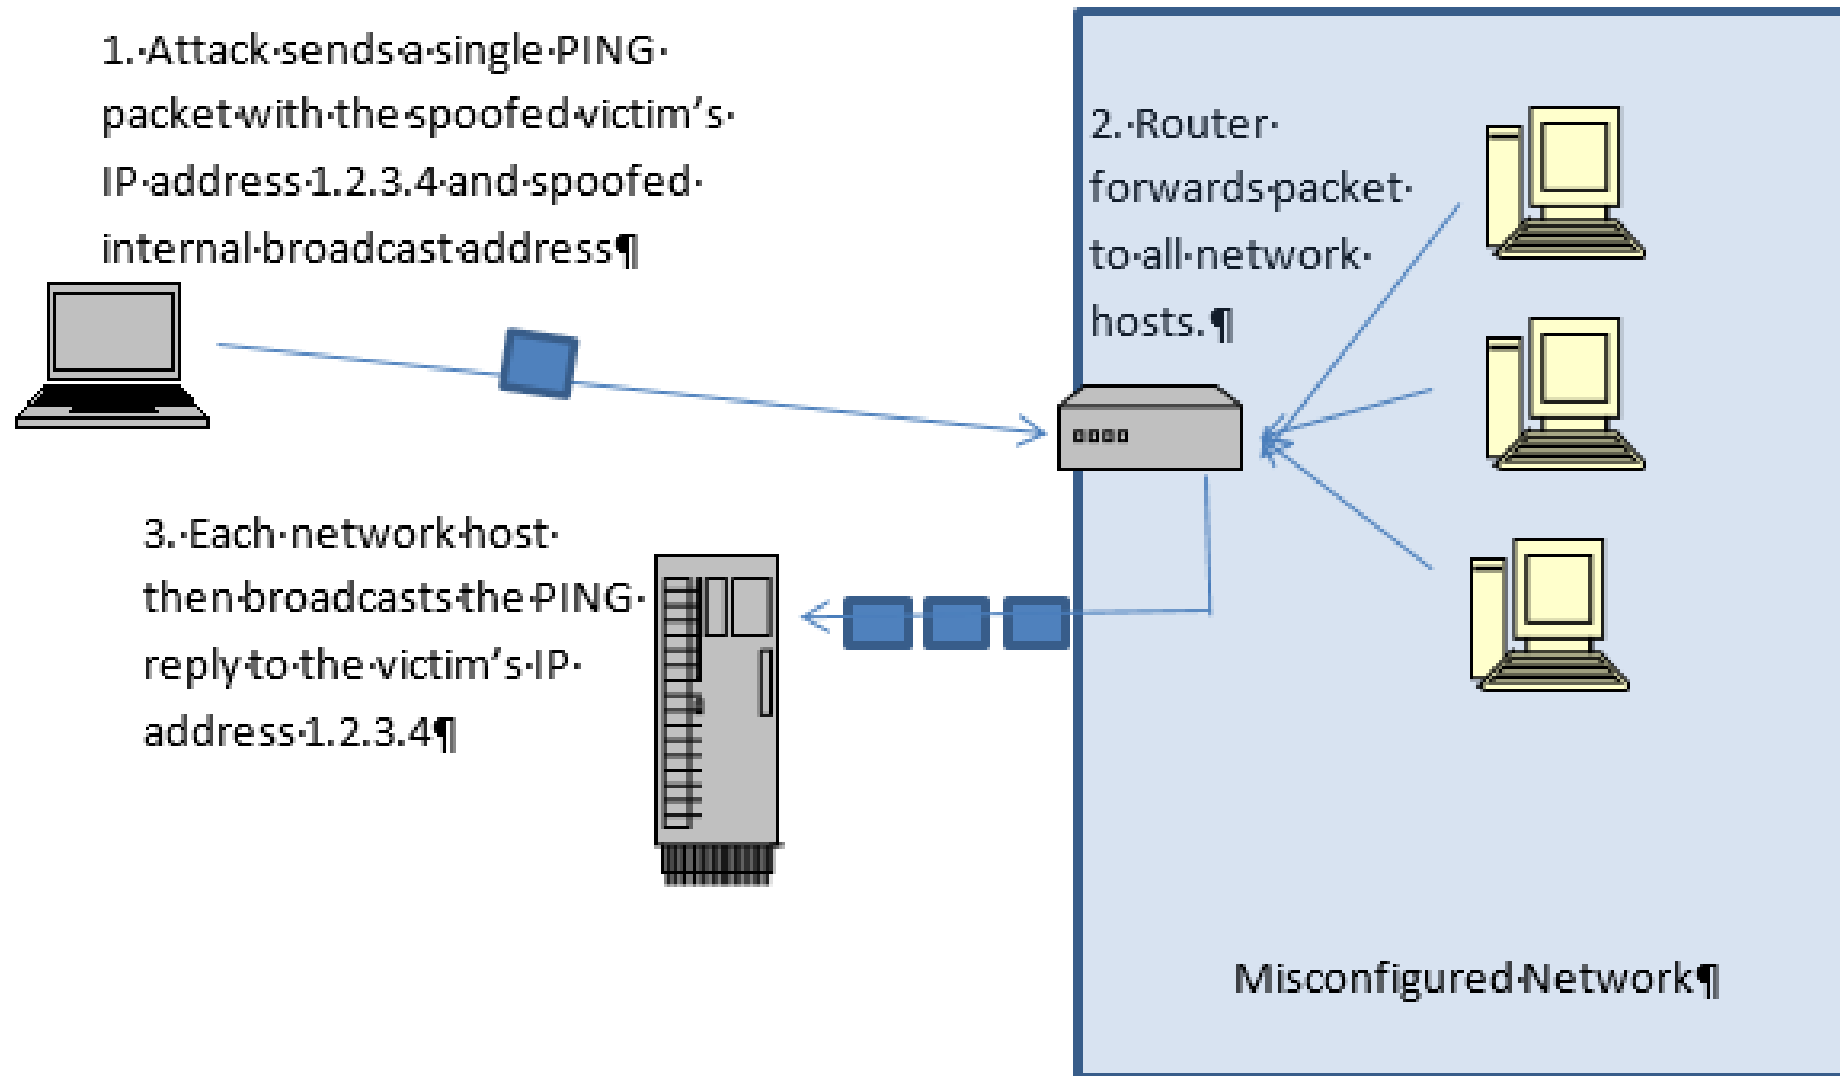 1.·Attack·sends·a·single·PING·
packet·with·the·spoofed·victim’s·
IP·address·1.2.3.4·and·spoofed·
internal·broadcast·address¶
2.·Router·
forwards·packet·
to·all·network·
hosts.¶
3.·Each·network·host·
then·broadcasts·the·PING·
reply·to·the·victim’s·IP·
address·1.2.3.4¶
Misconfigured·Network¶